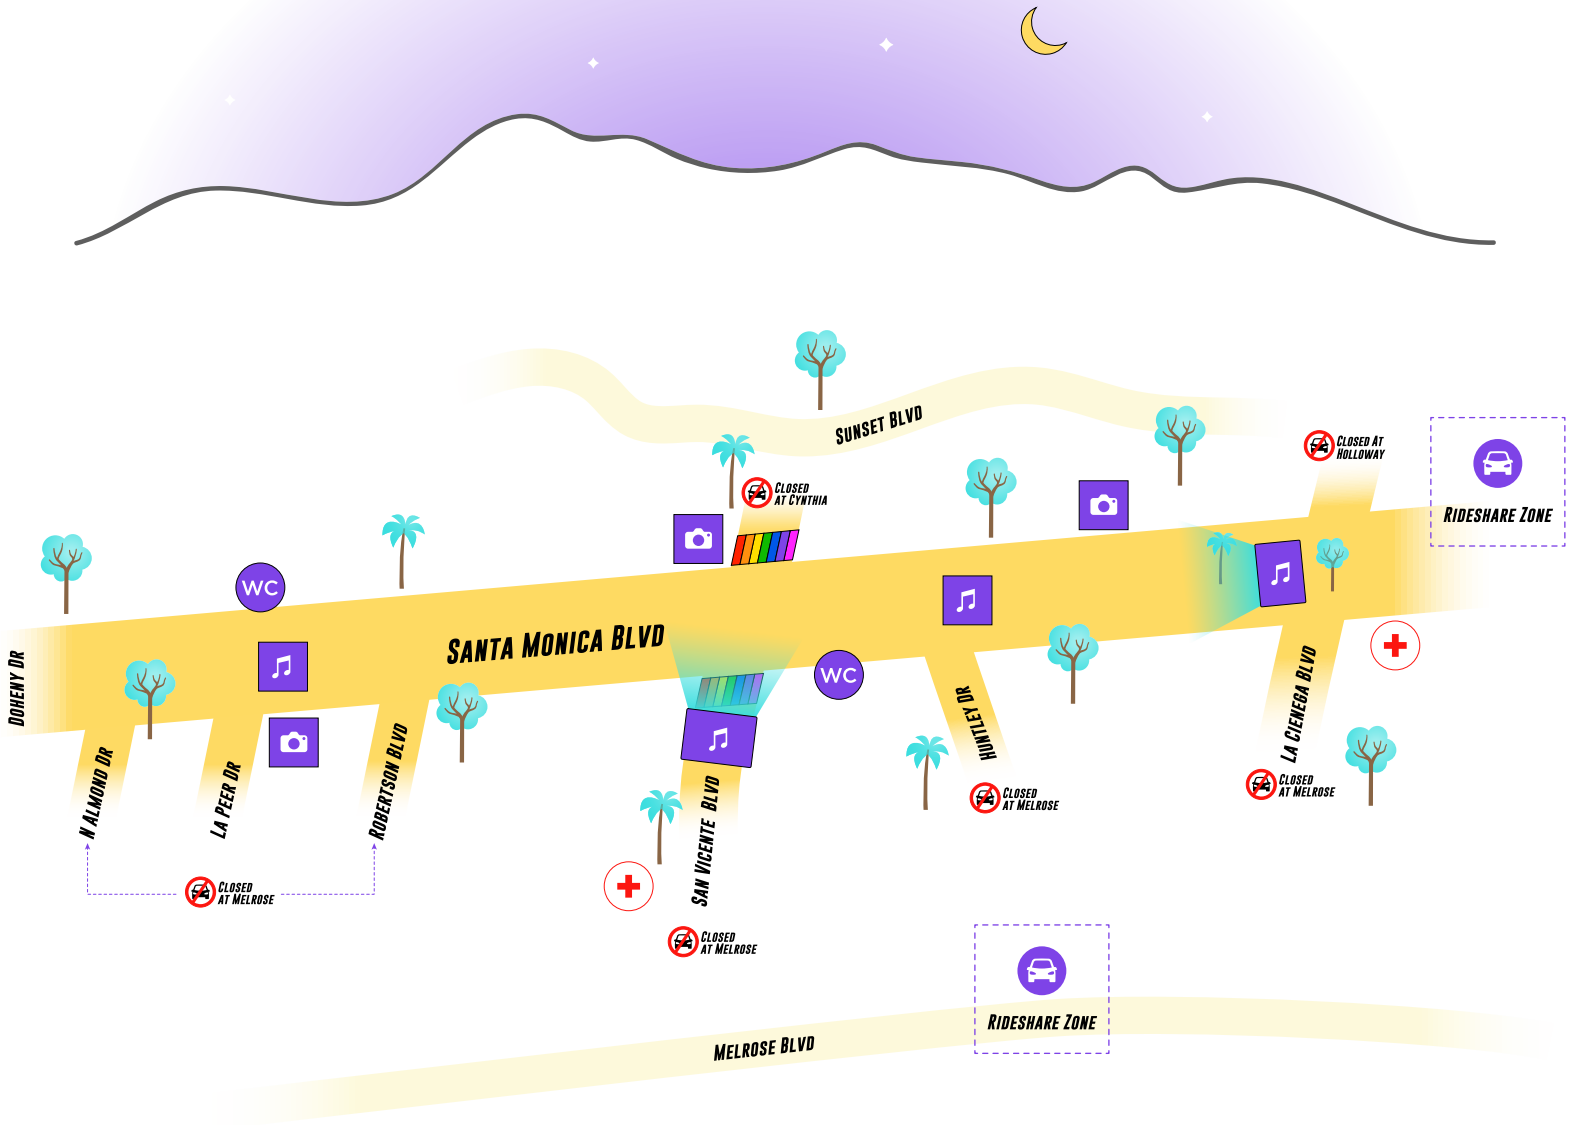 Sunset Blvd
Closed At
Holloway
Rideshare Zone
Closed
at Cynthia
WC
Santa Monica Blvd
WC
Doheny Dr
N Almond Dr
La Peer Dr
Robertson Blvd
San Vicente Blvd
Huntley Dr
La Cienega Blvd
Closed
at Melrose
Closed
at Melrose
Closed
at Melrose
Closed
at Melrose
Rideshare Zone
Melrose Blvd